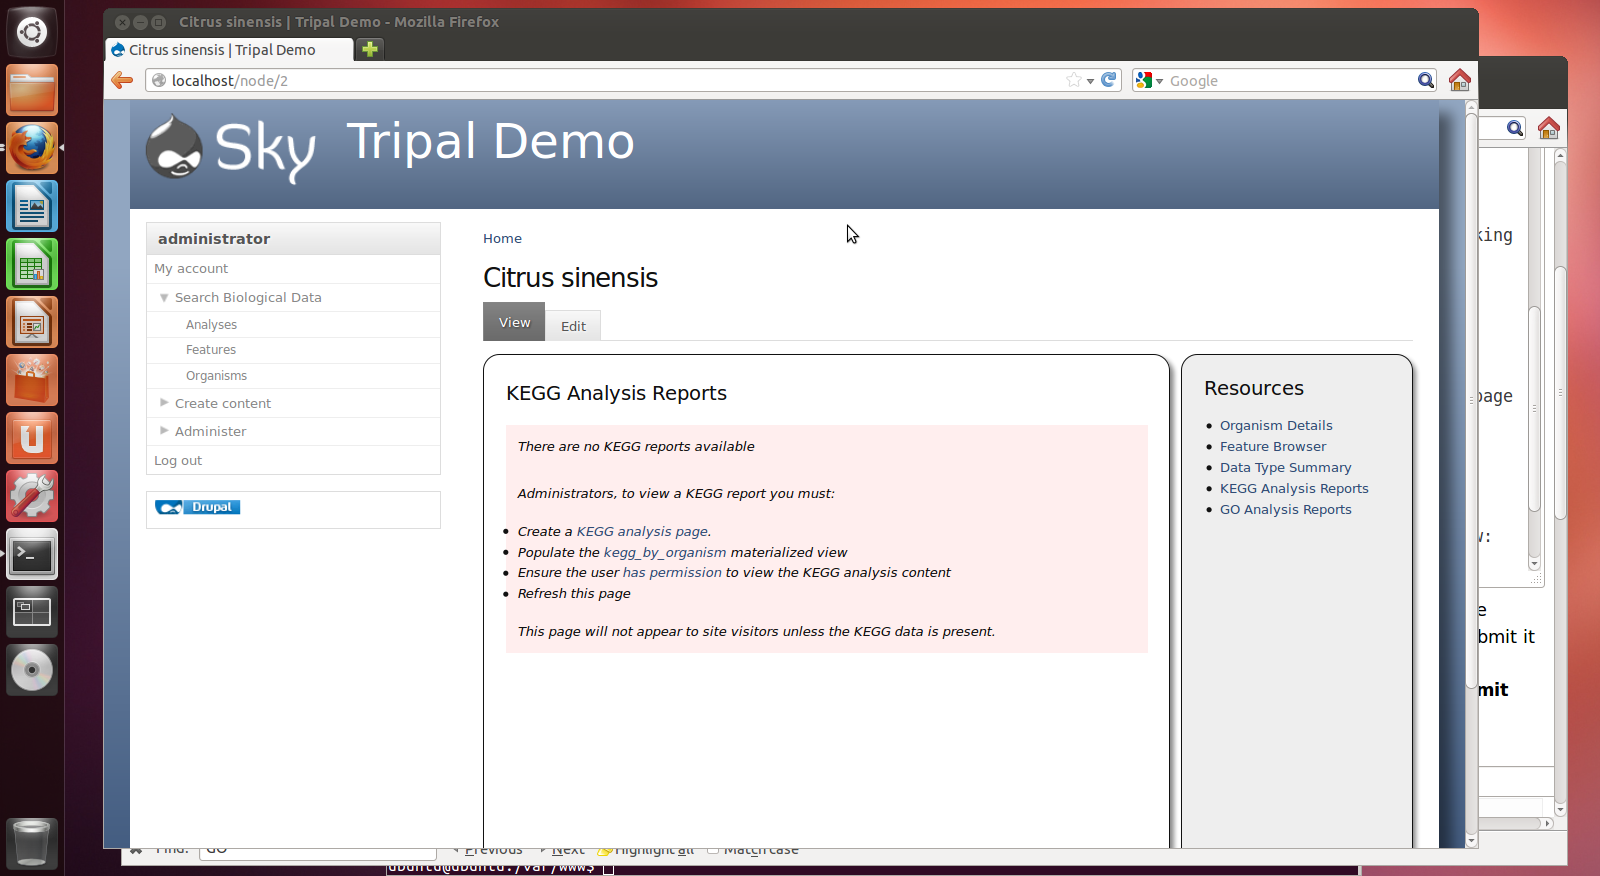 Citrus sinensis | Tripal Demo - Mozilla Firefox
Citrus sinensis | Tripal Demo
localhost/node/2
Google
Sky Tripal Demo
administrator
My account
Search Biological Data
Analyses
Features
Organisms
Create content
Administer
Log out
Drupal
Home
Citrus sinensis
View
Edit
KEGG Analysis Reports
There are no KEGG reports available
Administrators, to view a KEGG report you must:
Create a KEGG analysis page.
Populate the kegg_by_organism materialized view
Ensure the user has permission to view the KEGG analysis content
Refresh this page
This page will not appear to site visitors unless the KEGG data is present.
Resources
Organism Details
Feature Browser
Data Type Summary
KEGG Analysis Reports
GO Analysis Reports
king
page
w:
e
bmit it
mit
Find: GO Previous Next Highlight all Match case
ubuntu@ubuntu:/var/www$